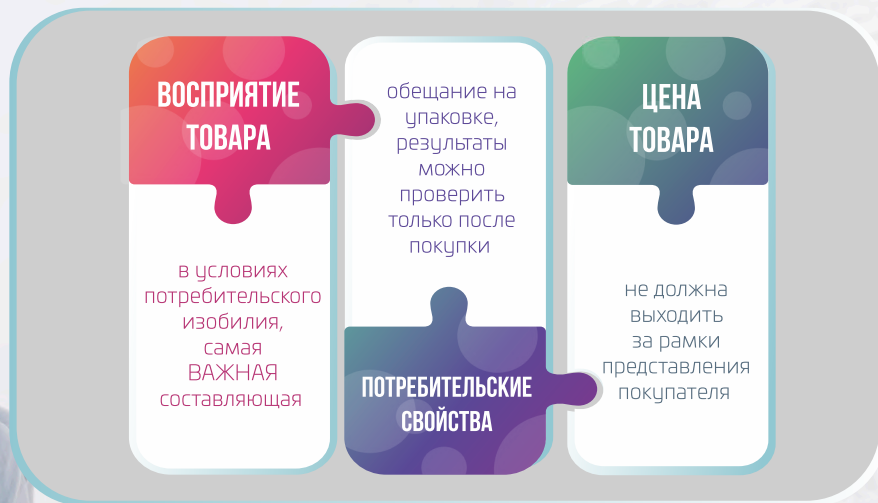 ВОСПРИЯТИЕ
ТОВАРА
в условиях
потребительского
изобилия,
самая
ВАЖНАЯ
составляющая
обещание на
упаковке,
результаты
можно
проверить
только после
покупки
ПОТРЕБИТЕЛЬСКИЕ
СВОЙСТВА
ЦЕНА
ТОВАРА
не должна
выходить
за рамки
представления
покупателя